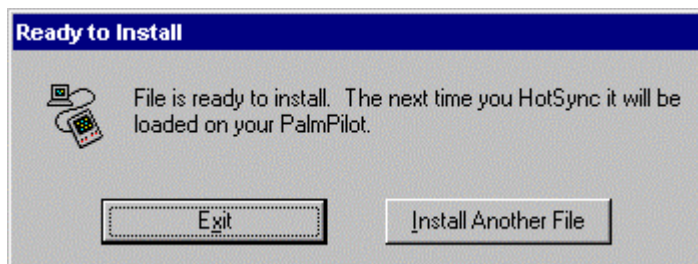 Ready to Install
File is ready to install. The next time you HotSync it will be
loaded on your PalmPilot.
Exit
Install Another File